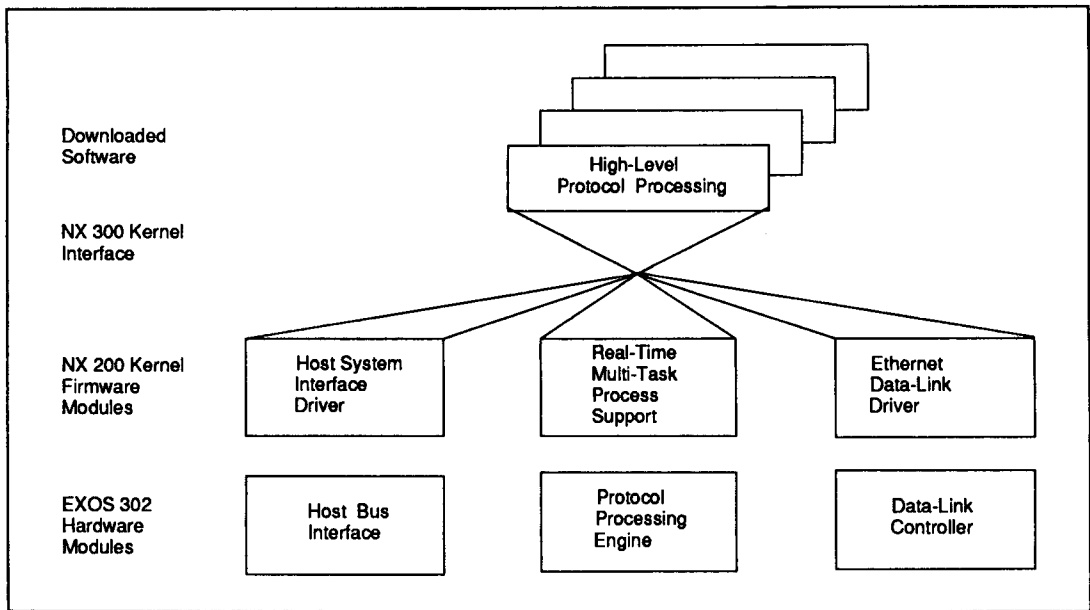 Downloaded
Software
High-Level
Protocol Processing
NX 300 Kernel
Interface
NX 200 Kernel
Firmware
Modules
Host System
Interface
Driver
Real-Time
Multi-Task
Process
Support
Ethernet
Data-Link
Driver
EXOS 302
Hardware
Modules
Host Bus
Interface
Protocol
Processing
Engine
Data-Link
Controller